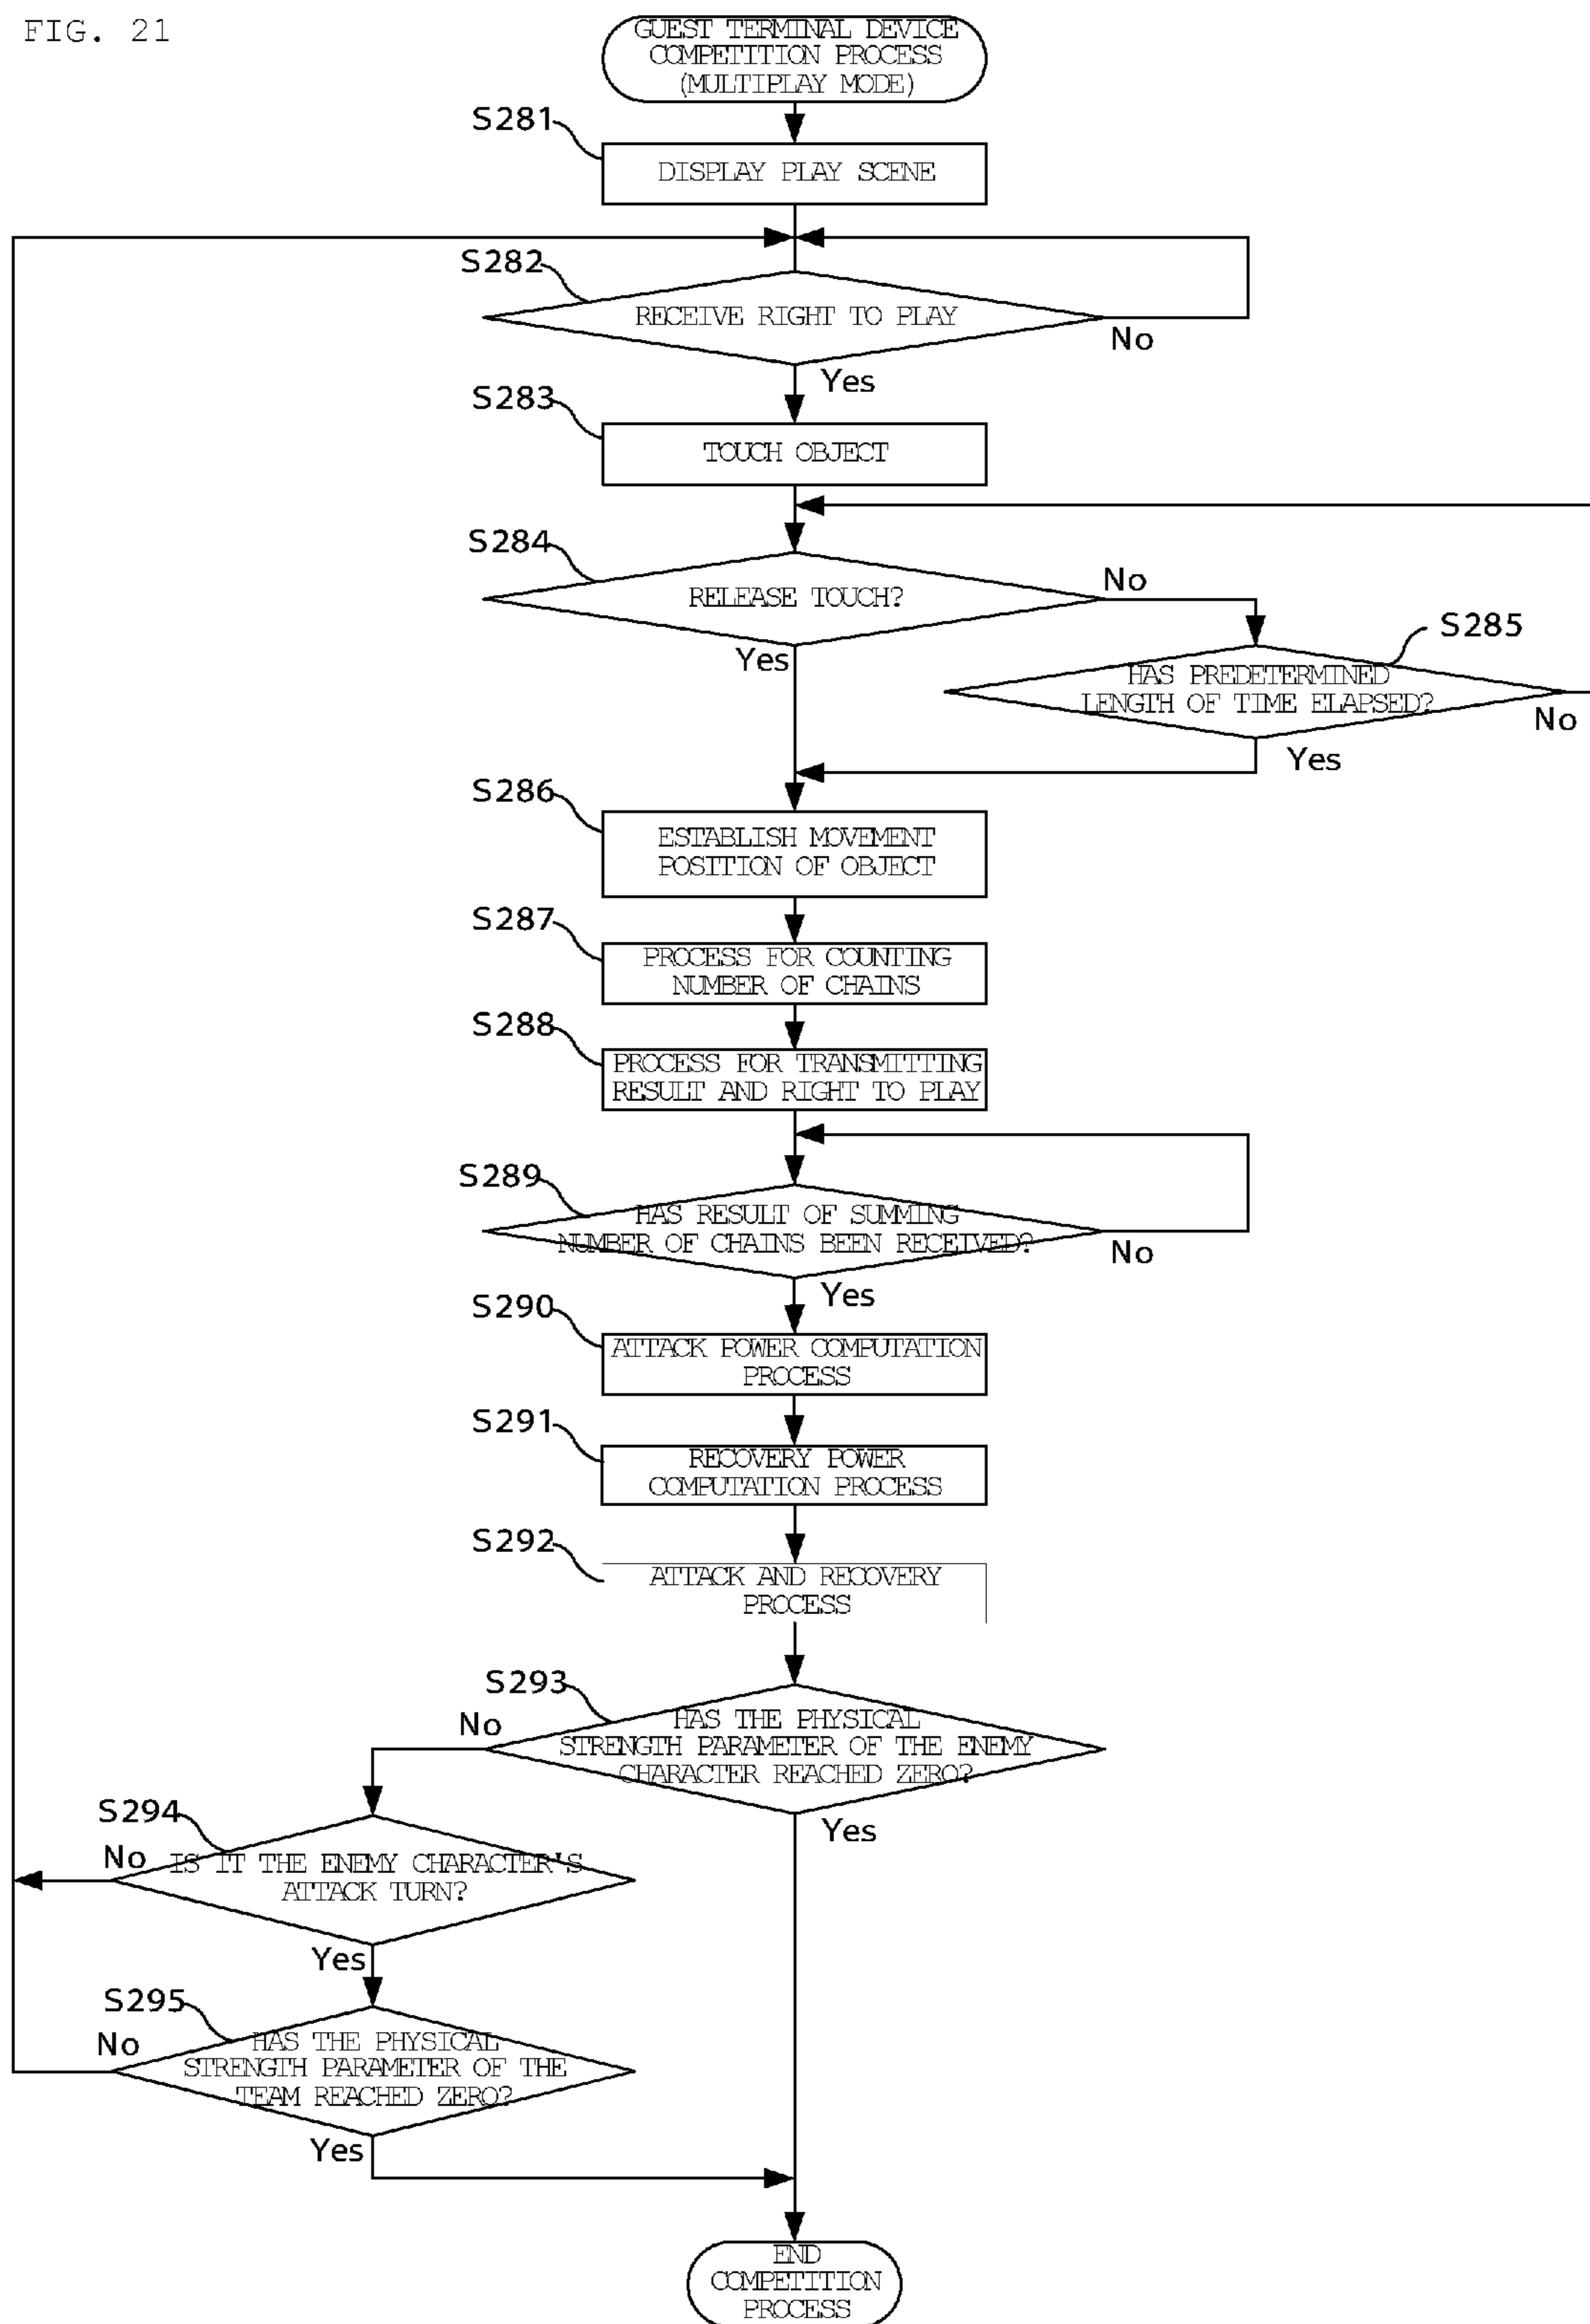 FIG. 21
GUEST TERMINAL DEVICE
COMPETITION PROCESS
(MULTIPLAY MODE)
S281
DISPLAY PLAY SCENE
S282
RECEIVE RIGHT TO PLAY
No
Yes
S283
TOUCH OBJECT
S284
RELEASE TOUCH?
No
Yes
S285
HAS PREDETERMINED
LENGTH OF TIME ELAPSED?
No
Yes
S286
ESTABLISH MOVEMENT
POSITION OF OBJECT
S287
PROCESS FOR COUNTING
NUMBER OF CHAINS
S288
PROCESS FOR TRANSMITTING
RESULT AND RIGHT TO PLAY
S289
HAS RESULT OF SUMMING
NUMBER OF CHAINS BEEN RECEIVED?
No
Yes
S290
ATTACK POWER COMPUTATION
PROCESS
S291
RECOVERY POWER
COMPUTATION PROCESS
S292
ATTACK AND RECOVERY
PROCESS
S293
HAS THE PHYSICAL
STRENGTH PARAMETER OF THE ENEMY
CHARACTER REACHED ZERO?
No
Yes
S294
IS IT THE ENEMY CHARACTER'S
ATTACK TURN?
No
Yes
S295
HAS THE PHYSICAL
STRENGTH PARAMETER OF THE
TEAM REACHED ZERO?
No
Yes
END
COMPETITION
PROCESS